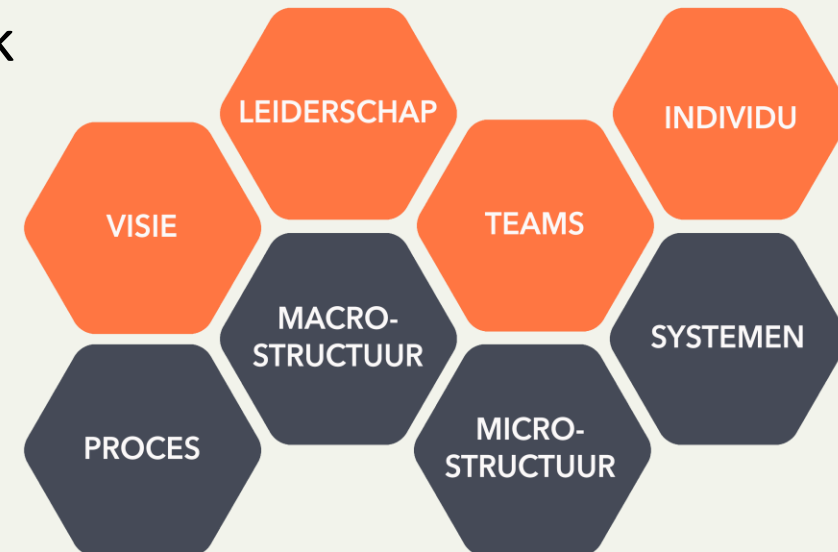 K
LEIDERSCHAP
INDIVIDU
VISIE
TEAMS
MACRO-
STRUCTUUR
SYSTEMEN
PROCES
MICRO-
STRUCTUUR